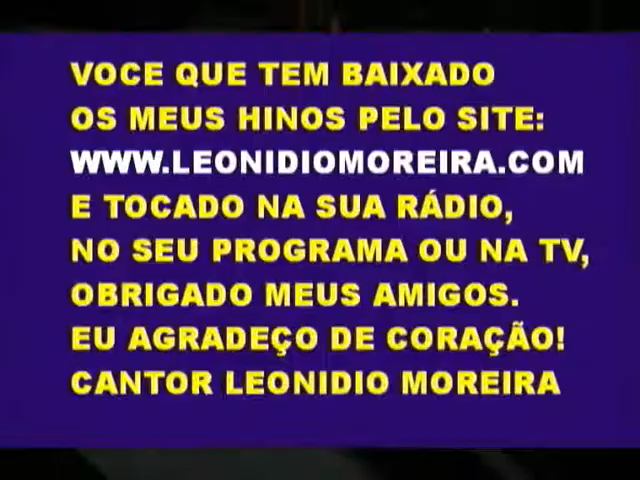 VOCE QUE TEM BAIXADO
OS MEUS HINOS PELO SITE:
WWW.LEONIDIOMOREIRA.COM
E TOCADO NA SUA RÁDIO,
NO SEU PROGRAMA OU NA TV,
OBRIGADO MEUS AMIGOS.
EU AGRADEÇO DE CORAÇÃO!
CANTOR LEONIDIO MOREIRA